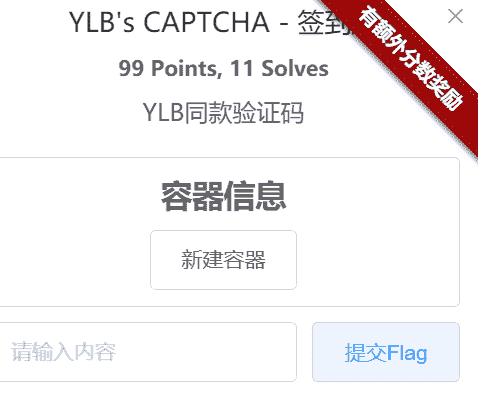 YLB's CAPTCHA - 签到
有额外分数奖励
99 Points, 11 Solves
YLB同款验证码
容器信息
新建容器
请输入内容
提交Flag